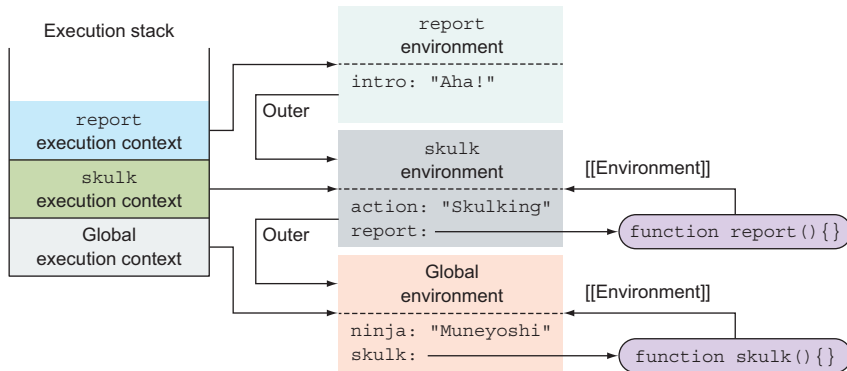 Execution stack
report
execution context
skulk
execution context
Global
execution context
report
environment
intro: "Aha!"
Outer
skulk
environment
action: "Skulking"
report:
[[Environment]]
function report(){}
Outer
Global
environment
ninja: "Muneyoshi"
skulk:
[[Environment]]
function skulk(){}